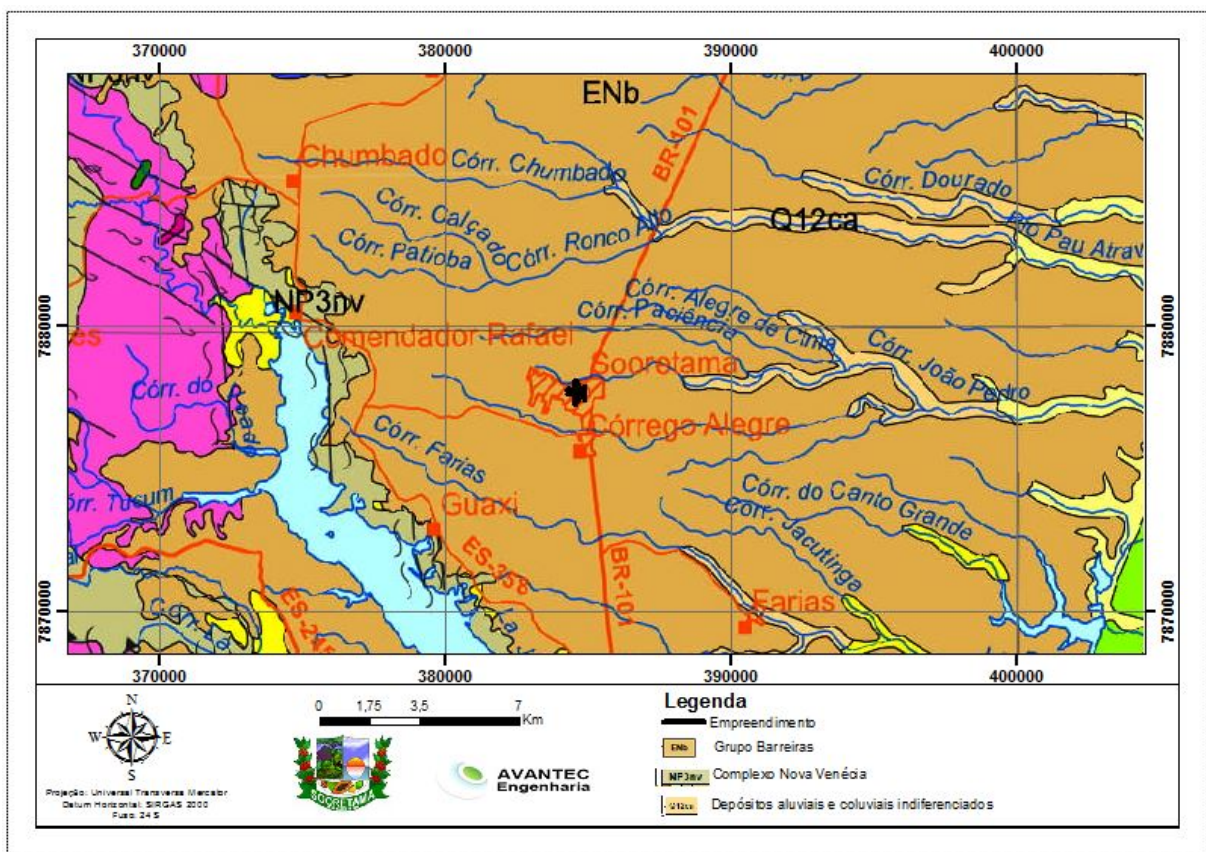 370000 380000 390000 400000
ENb
BR-101
Chumbado
Córr. Chumbado
Córr. Dourado
Córr. Calçado
Q12ca
Córr. Ronco Alto
Córr. Patioba
Rio Pau Atrav
NP3nv
Córr. Alegre de Cima
Córr. Paciência
7880000
7880000
Comendador Rafael
es
Córr. João Pedro
Sooretama
Córr. do
Córrego Alegre
Córr. Farias
Córr. Tucum
Guaxi
Córr. do Canto Grande
Córr. Jacutinga
ES-358
BR-101
ES-245
Farias
7870000
7870000
370000 380000 390000 400000
N
W E
S
Projeção: Universal Transversa Mercator
Datum Horizontal: SIRGAS 2000
Fuso: 24 S
0 1,75 3,5 7
Km
SOORETAMA
AVANTEC
Engenharia
Legenda
Empreendimento
ENb Grupo Barreiras
NP3nv Complexo Nova Venécia
Q12ca Depósitos aluviais e coluviais indiferenciados